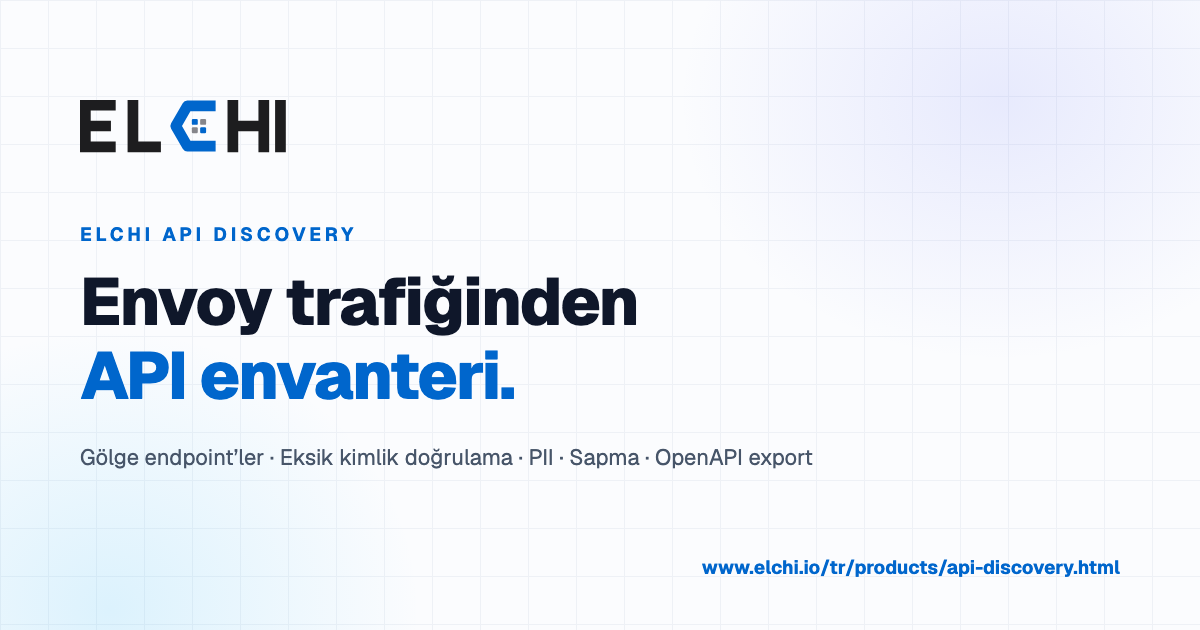 ELCHI
ELCHI API DISCOVERY
Envoy trafiğinden
API envanteri.
Gölge endpoint’ler · Eksik kimlik doğrulama · PII · Sapma · OpenAPI export
www.elchi.io/tr/products/api-discovery.html